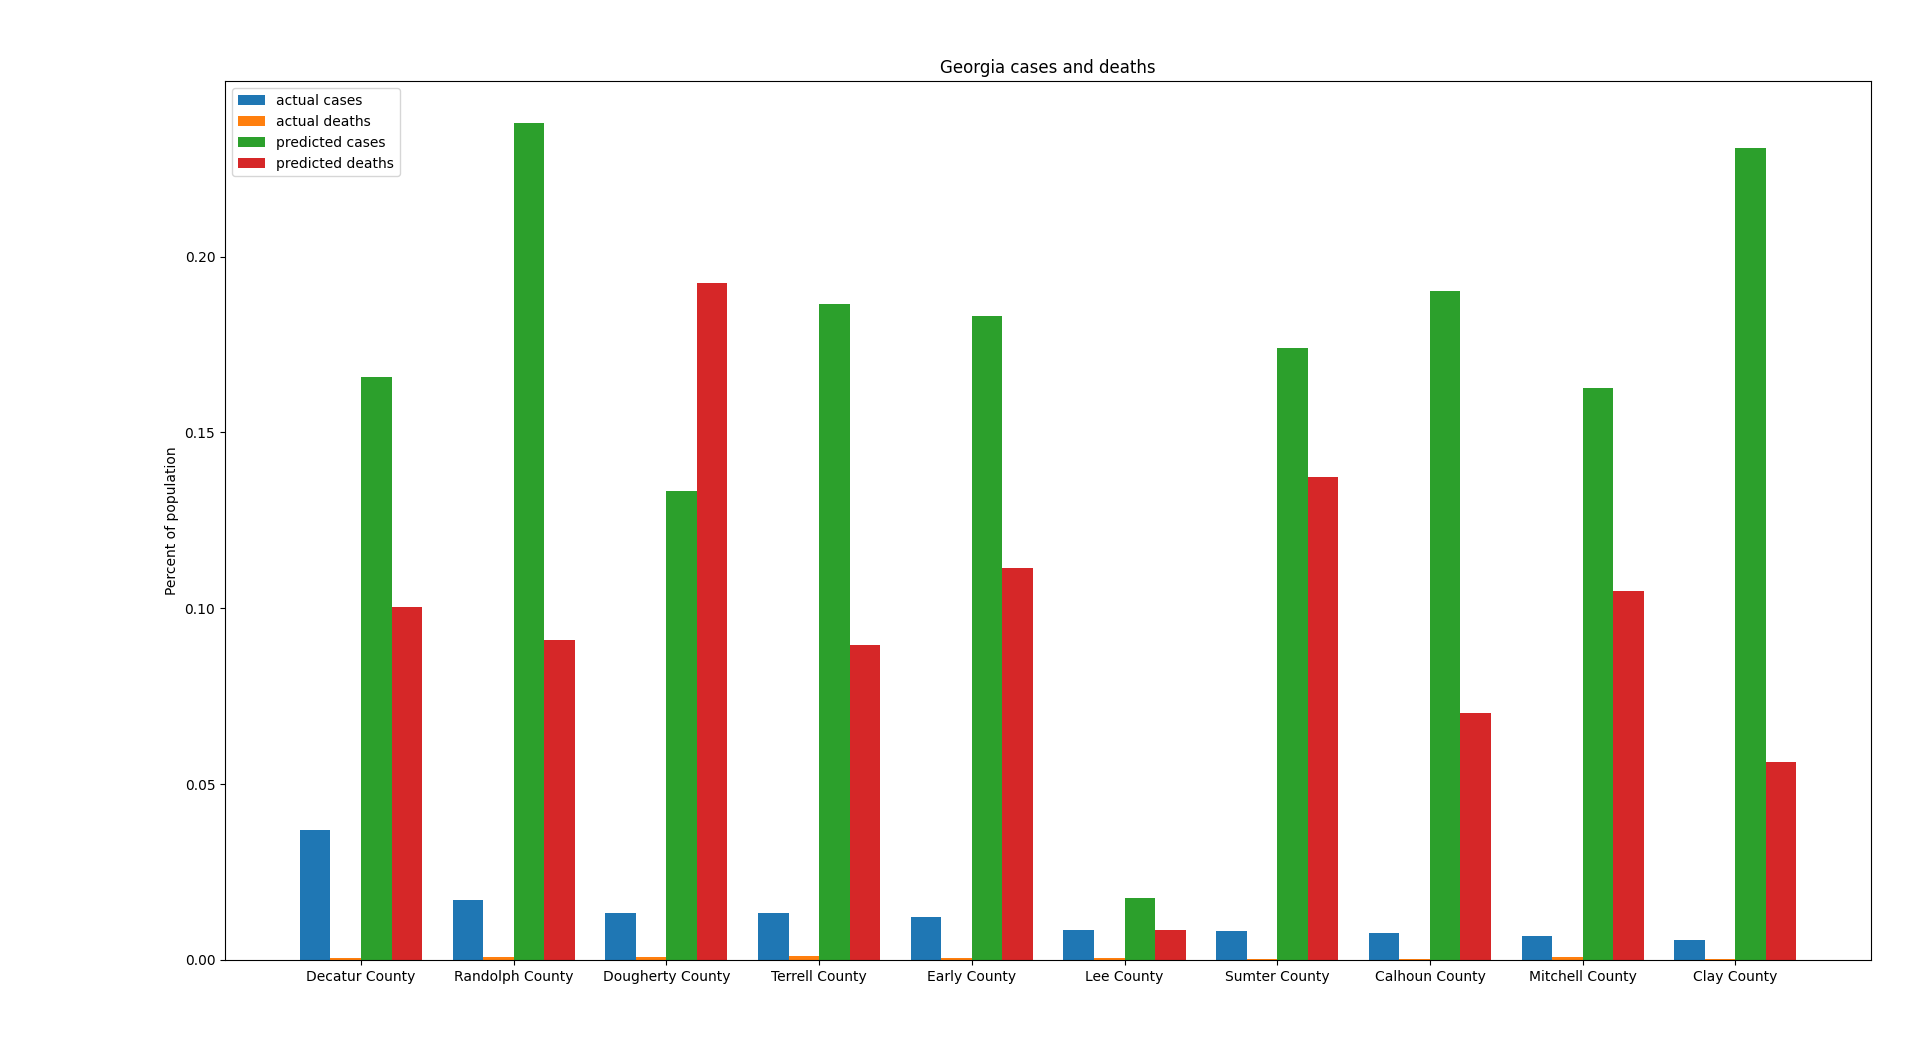 Georgia cases and deaths
actual cases
actual deaths
predicted cases
predicted deaths
Percent of population
0.20
0.15
0.10
0.05
0.00
Decatur County Randolph County Dougherty County Terrell County Early County Lee County Sumter County Calhoun County Mitchell County Clay County